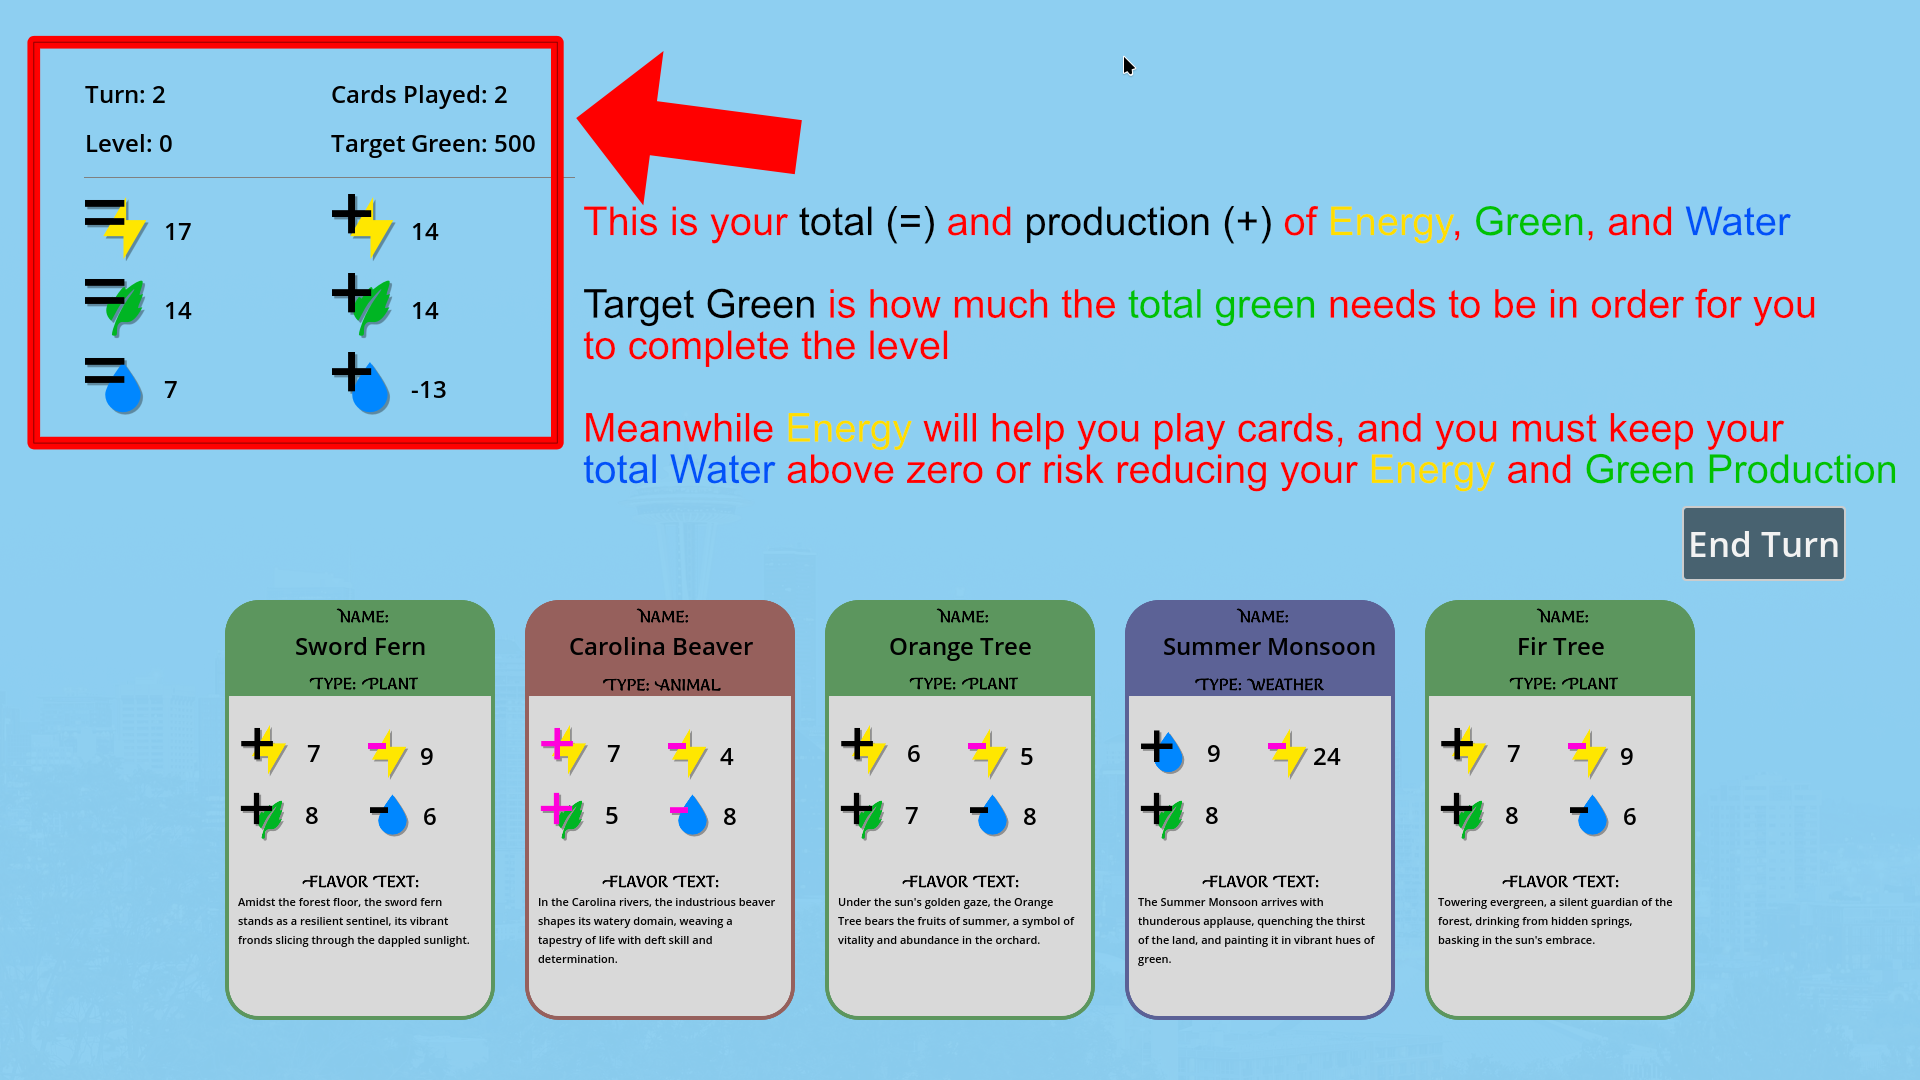 Turn: 2
Cards Played: 2
Level: 0
Target Green: 500
17
14
14
14
7
-13
This is your total (=) and production (+) of Energy, Green, and Water
Target Green is how much the total green needs to be in order for you
to complete the level
Meanwhile Energy will help you play cards, and you must keep your
total Water above zero or risk reducing your Energy and Green Production
End Turn
NAME:
Sword Fern
TYPE: PLANT
7
9
8
6
FLAVOR TEXT:
Amidst the forest floor, the sword fern
stands as a resilient sentinel, its vibrant
fronds slicing through the dappled sunlight.
NAME:
Carolina Beaver
TYPE: ANIMAL
7
4
5
8
FLAVOR TEXT:
In the Carolina rivers, the industrious beaver
shapes its watery domain, weaving a
tapestry of life with deft skill and
determination.
NAME:
Orange Tree
TYPE: PLANT
6
5
7
8
FLAVOR TEXT:
Under the sun's golden gaze, the Orange
Tree bears the fruits of summer, a symbol of
vitality and abundance in the orchard.
NAME:
Summer Monsoon
TYPE: WEATHER
9
24
8
FLAVOR TEXT:
The Summer Monsoon arrives with
thunderous applause, quenching the thirst
of the land, and painting it in vibrant hues of
green.
NAME:
Fir Tree
TYPE: PLANT
7
9
8
6
FLAVOR TEXT:
Towering evergreen, a silent guardian of the
forest, drinking from hidden springs,
basking in the sun's embrace.